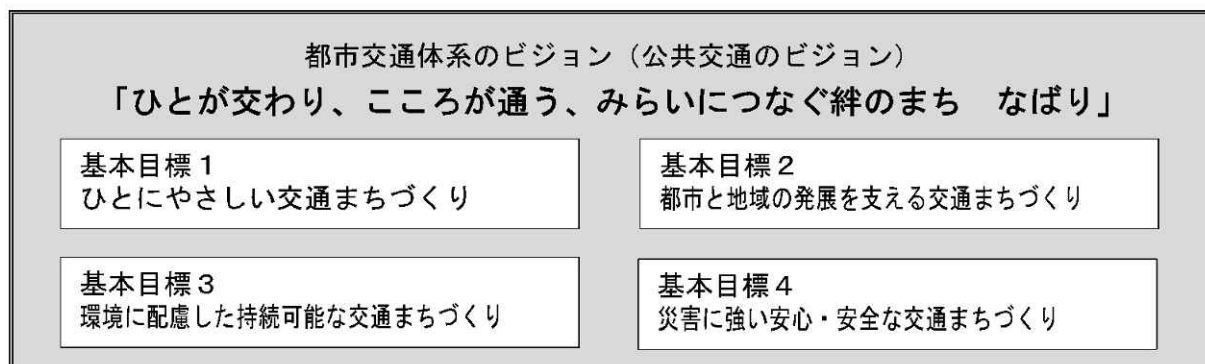 都市交通体系のビジョン（公共交通のビジョン）
「ひとが交わり、こころが通う、みらいにつなぐ絆のまち　なばり」
基本目標１
ひとにやさしい交通まちづくり
基本目標２
都市と地域の発展を支える交通まちづくり
基本目標３
環境に配慮した持続可能な交通まちづくり
基本目標４
災害に強い安心・安全な交通まちづくり